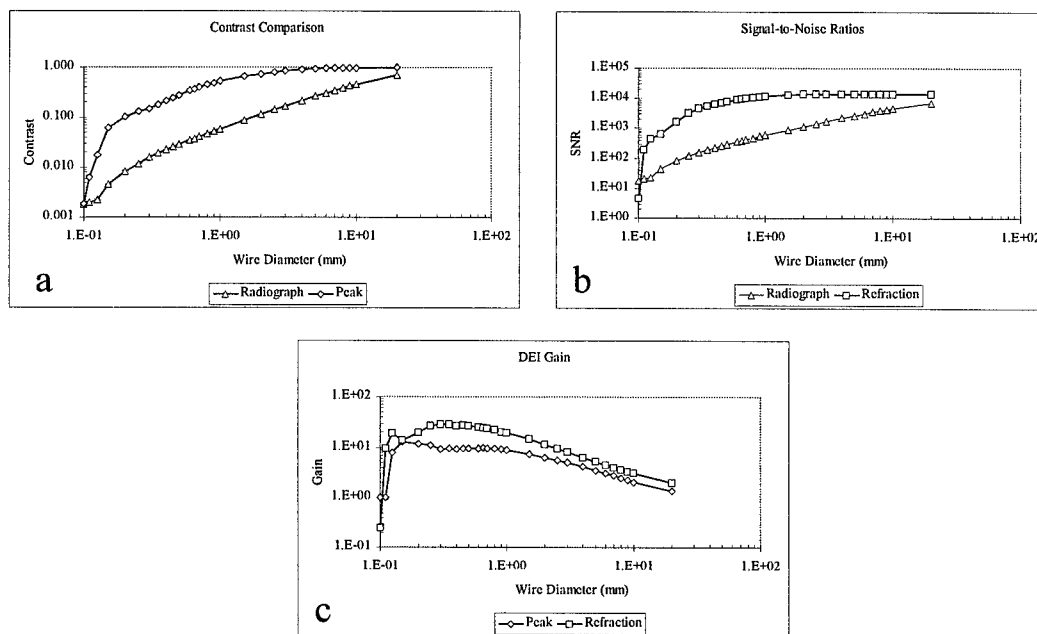 Contrast Comparison
1.000
0.100
0.010
0.001
Contrast
1.E-01 1.E+00 1.E+01 1.E+02
Wire Diameter (mm)
a
Radiograph Peak
Signal-to-Noise Ratios
1.E+05
1.E+04
1.E+03
1.E+02
1.E+01
1.E+00
SNR
1.E-01 1.E+00 1.E+01 1.E+02
Wire Diameter (mm)
b
Radiograph Refraction
DEI Gain
1.E+02
1.E+01
1.E+00
1.E-01
Gain
1.E-01 1.E+00 1.E+01 1.E+02
Wire Diameter (mm)
c
Peak Refraction